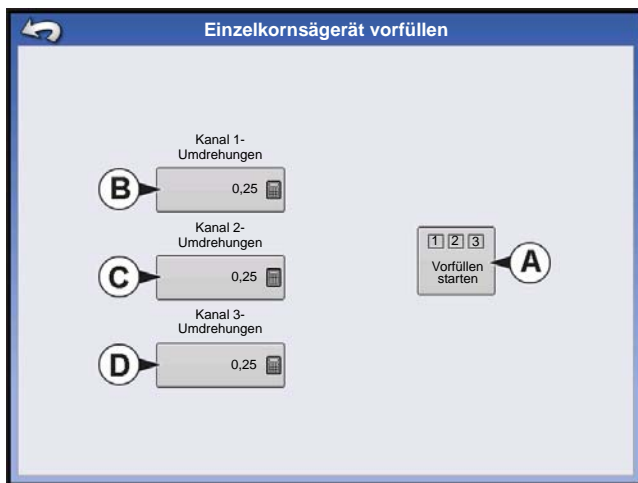 Einzelkornsägerät vorfüllen
Kanal 1-
Umdrehungen
B
0,25
Kanal 2-
Umdrehungen
C
0,25
Kanal 3-
Umdrehungen
D
0,25
1 2 3
Vorfüllen
starten
A